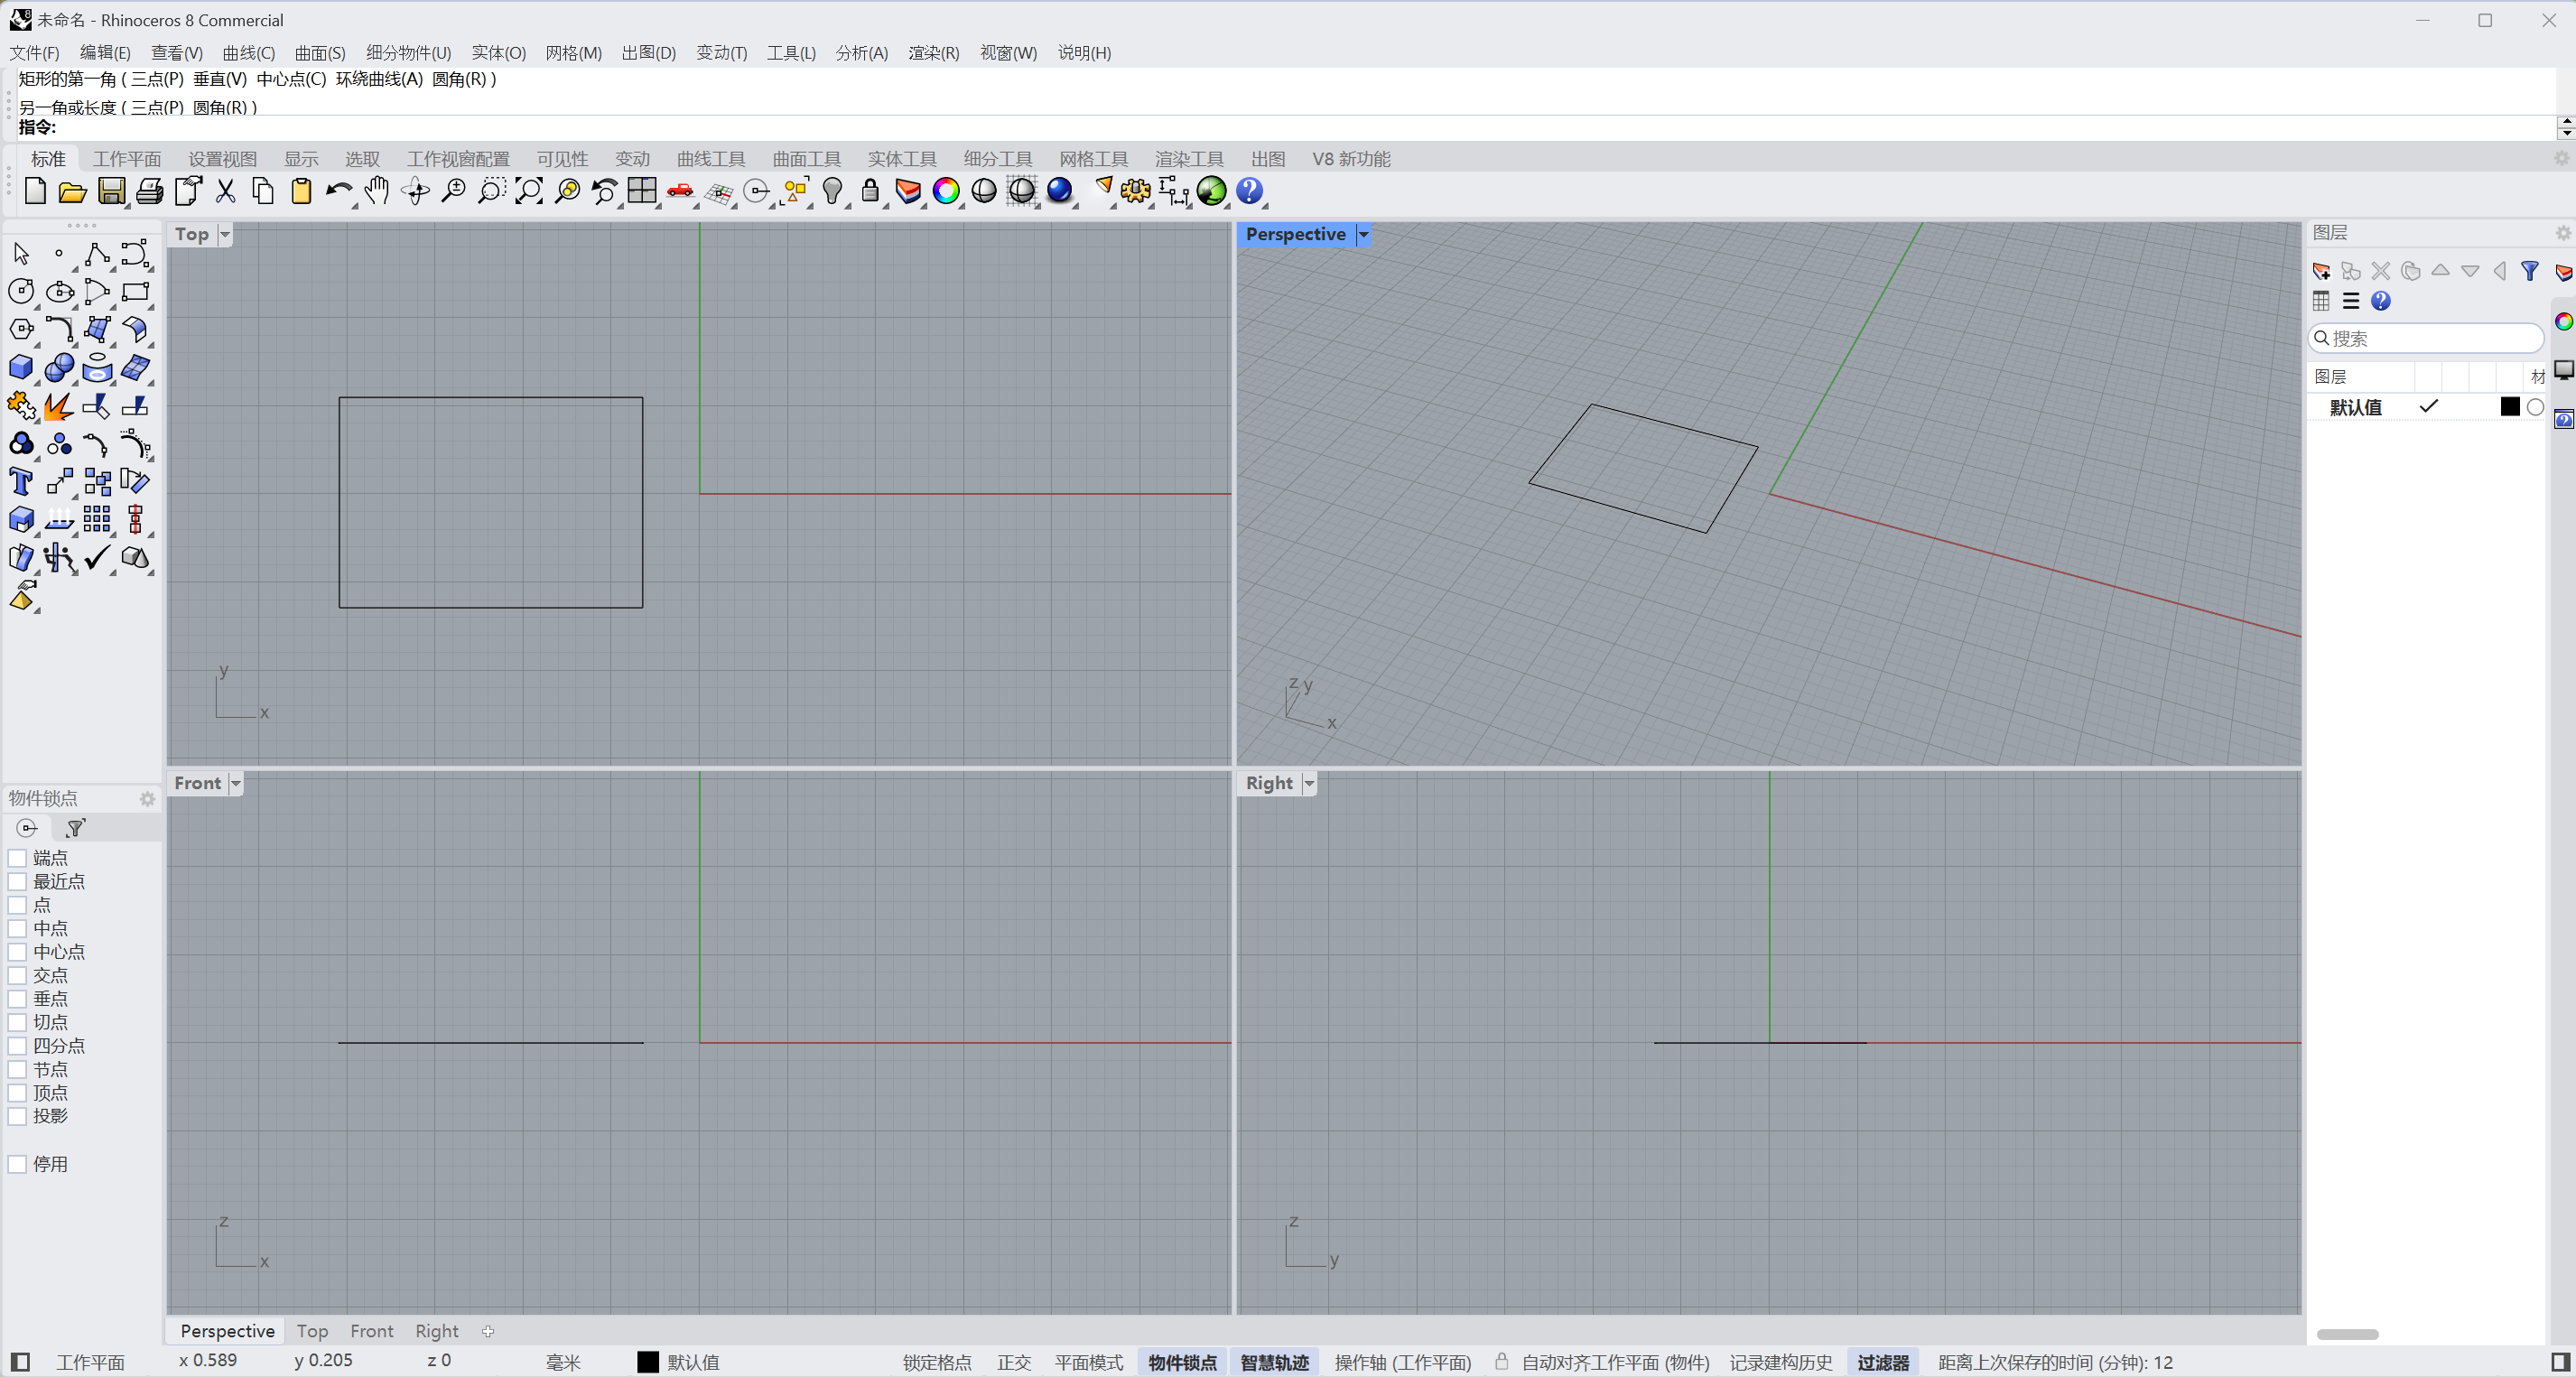 未命名 - Rhinoceros 8 Commercial
文件(F) 编辑(E) 查看(V) 曲线(C) 曲面(S) 细分物件(U) 实体(O) 网格(M) 出图(D) 变动(T) 工具(L) 分析(A) 渲染(R) 视窗(W) 说明(H)
矩形的第一角 ( 三点(P) 垂直(V) 中心点(C) 环绕曲线(A) 圆角(R) )
另一角或长度 ( 三点(P) 圆角(R) )
指令:
标准 工作平面 设置视图 显示 选取 工作视窗配置 可见性 变动 曲线工具 曲面工具 实体工具 细分工具 网格工具 渲染工具 出图 V8 新功能
Top
y
x
Perspective
z y
x
Front
z
x
Right
z
y
图层
搜索
图层 材
默认值
物件锁点
端点
最近点
点
中点
中心点
交点
垂点
切点
四分点
节点
顶点
投影
停用
Perspective Top Front Right
工作平面 x 0.589 y 0.205 z 0 毫米 默认值 锁定格点 正交 平面模式 物件锁点 智慧轨迹 操作轴 (工作平面) 自动对齐工作平面 (物件) 记录建构历史 过滤器 距离上次保存的时间 (分钟): 12